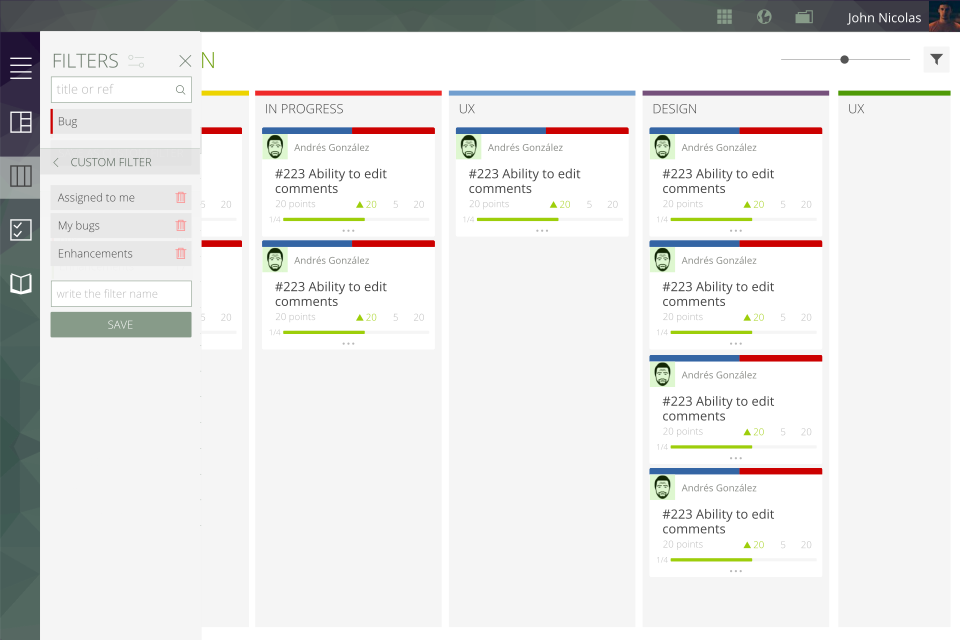 John Nicolas
FILTERS
N
title or ref
Bug
CUSTOM FILTER
Assigned to me
My bugs
Enhancements
write the filter name
SAVE
5 20
5 20
IN PROGRESS
Andrés González
#223 Ability to edit
comments
20 points 20 5 20
1/4
Andrés González
#223 Ability to edit
comments
20 points 20 5 20
1/4
UX
Andrés González
#223 Ability to edit
comments
20 points 20 5 20
1/4
DESIGN
Andrés González
#223 Ability to edit
comments
20 points 20 5 20
1/4
Andrés González
#223 Ability to edit
comments
20 points 20 5 20
1/4
Andrés González
#223 Ability to edit
comments
20 points 20 5 20
1/4
Andrés González
#223 Ability to edit
comments
20 points 20 5 20
1/4
UX